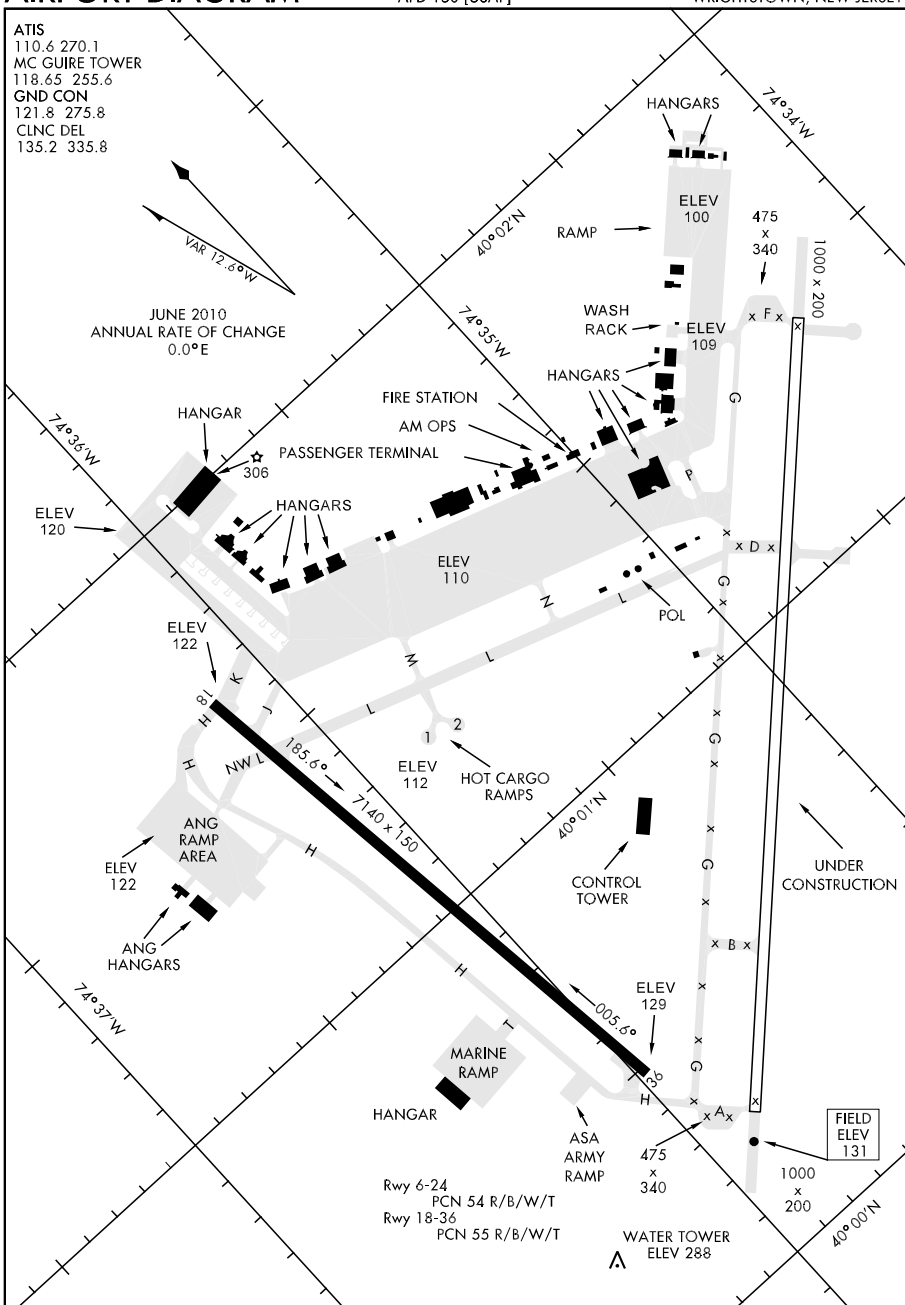 AIRPORT DIAGRAM
WRIGHTSTOWN, NEW JERSEY
ATIS
110.6 270.1
MC GUIRE TOWER
118.65 255.6
GND CON
121.8 275.8
CLNC DEL
135.2 335.8
VAR 12.6°W
JUNE 2010
ANNUAL RATE OF CHANGE
0.0°E
HANGARS
74°34'W
ELEV
100
475
x
340
1000 x 200
RAMP
40°02'N
WASH
RACK
ELEV
109
x F x
x
74°35'W
HANGARS
G
FIRE STATION
AM OPS
PASSENGER TERMINAL
HANGAR
306
74°36'W
HANGARS
P
ELEV
120
ELEV
110
x
x D x
G
x
N
L
POL
ELEV
122
M
L
x
K
J
L
18
H
H
NW L
185.6°
7140 x 150
1
2
ELEV
112
HOT CARGO
RAMPS
x
G
x
40°01'N
ANG
RAMP
AREA
H
x
G
x
ELEV
122
CONTROL
TOWER
UNDER
CONSTRUCTION
ANG
HANGARS
x B x
H
x
G
x
74°37'W
005.6°
ELEV
129
T
MARINE
RAMP
36
G
x
H
x A x
x
HANGAR
ASA
ARMY
RAMP
475
x
340
FIELD
ELEV
131
1000
x
200
Rwy 6-24
PCN 54 R/B/W/T
Rwy 18-36
PCN 55 R/B/W/T
WATER TOWER
ELEV 288
40°00'N